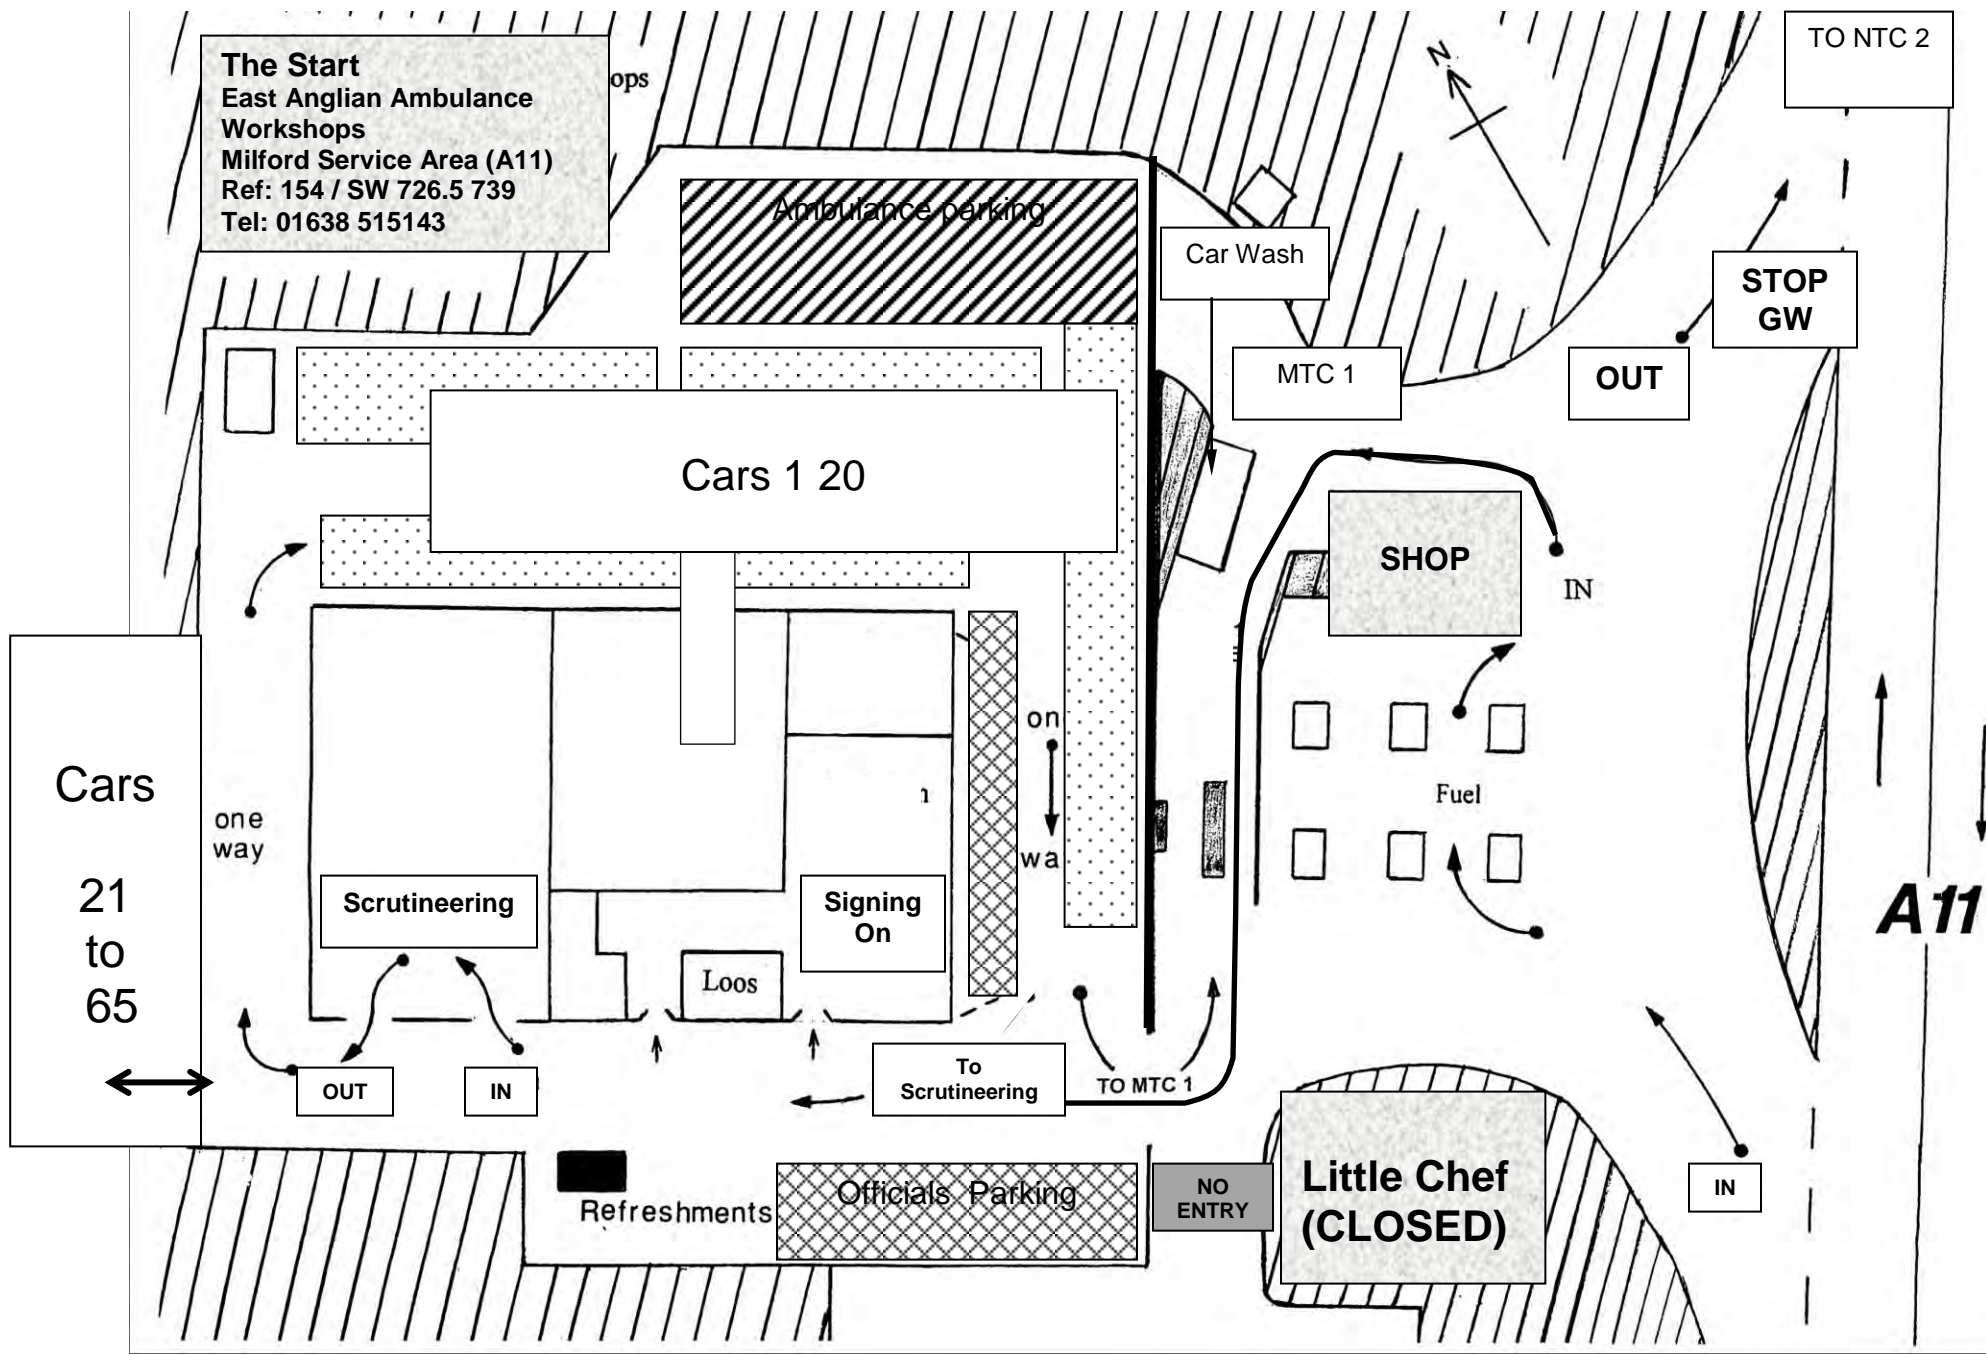 The Start
East Anglian Ambulance
Workshops
Milford Service Area (A11)
Ref: 154 / SW 726.5 739
Tel: 01638 515143
ops
N
TO NTC 2
Ambulance parking
Car Wash
STOP
GW
MTC 1
OUT
Cars 1 20
SHOP
IN
Cars
21
to
65
one
way
on
wa
Fuel
A11
Scrutineering
Signing
On
Loos
OUT
IN
To
Scrutineering
TO MTC 1
Refreshments
Officials Parking
NO
ENTRY
Little Chef
(CLOSED)
IN